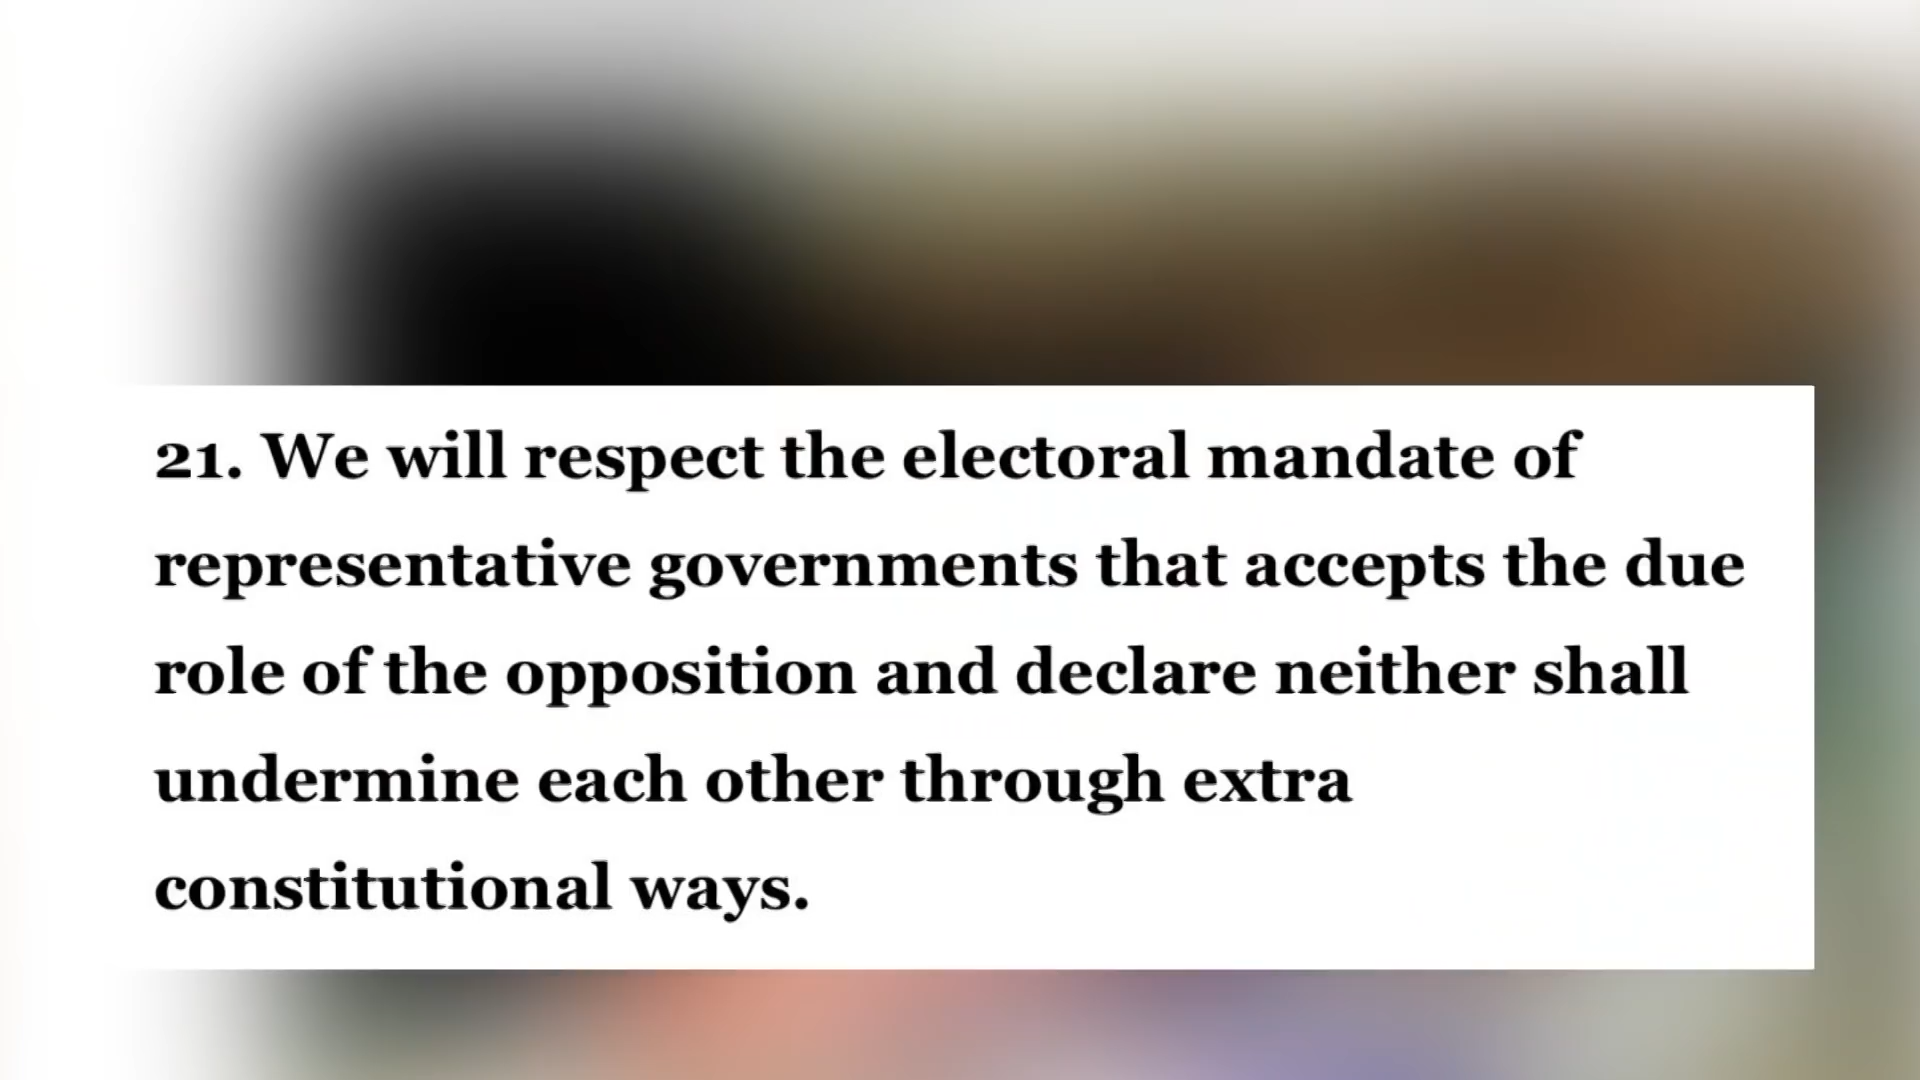 21. We will respect the electoral mandate of
representative governments that accepts the due
role of the opposition and declare neither shall
undermine each other through extra
constitutional ways.